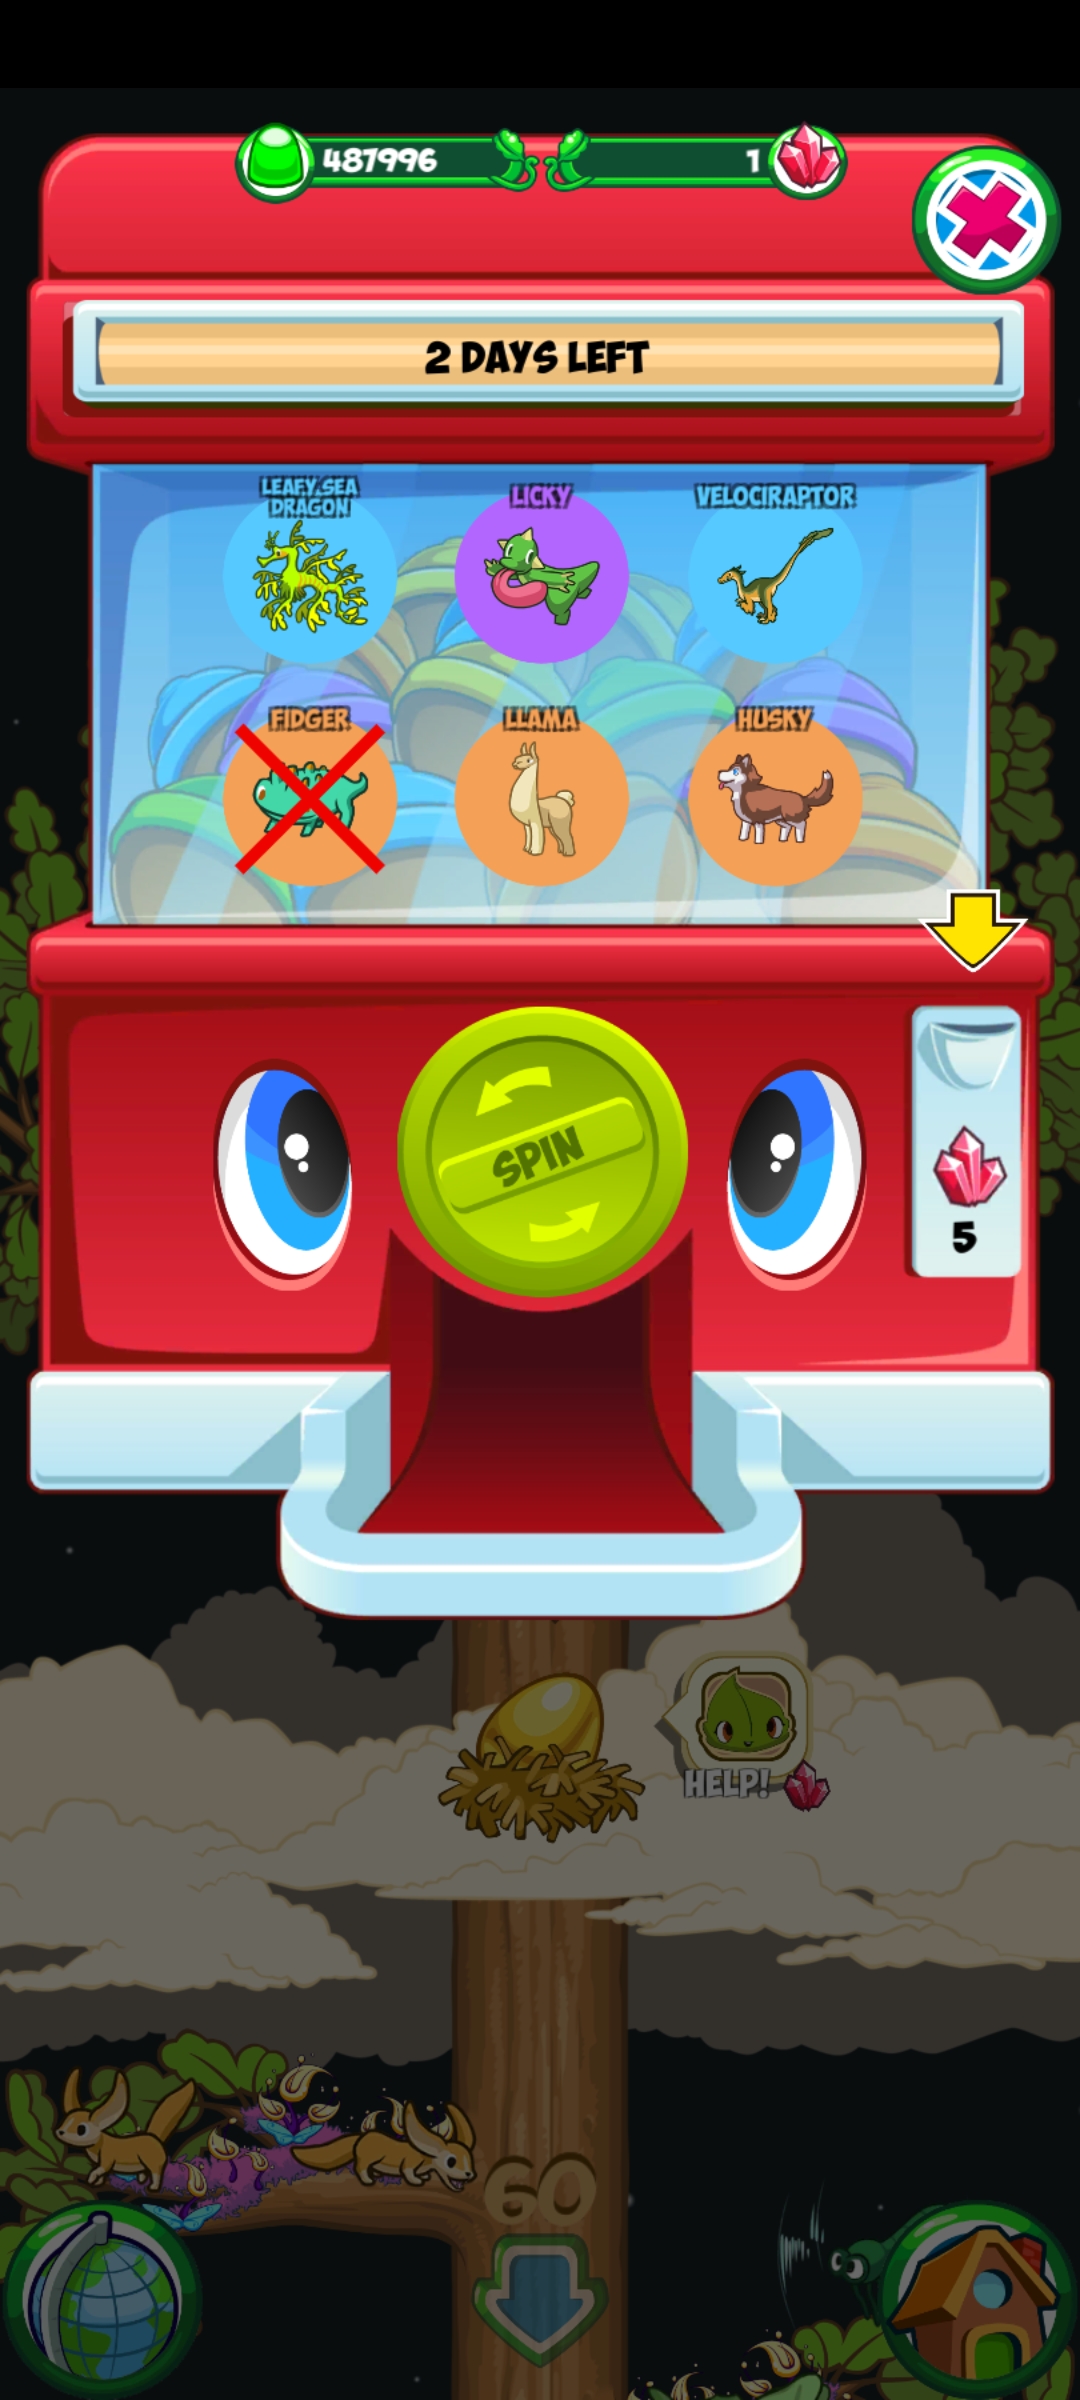 487996
1
2 DAYS LEFT
LEAFY SEA
DRAGON
LICKY
VELOCIRAPTOR
FIDGER
LLAMA
HUSKY
SPIN
5
HELP!
60